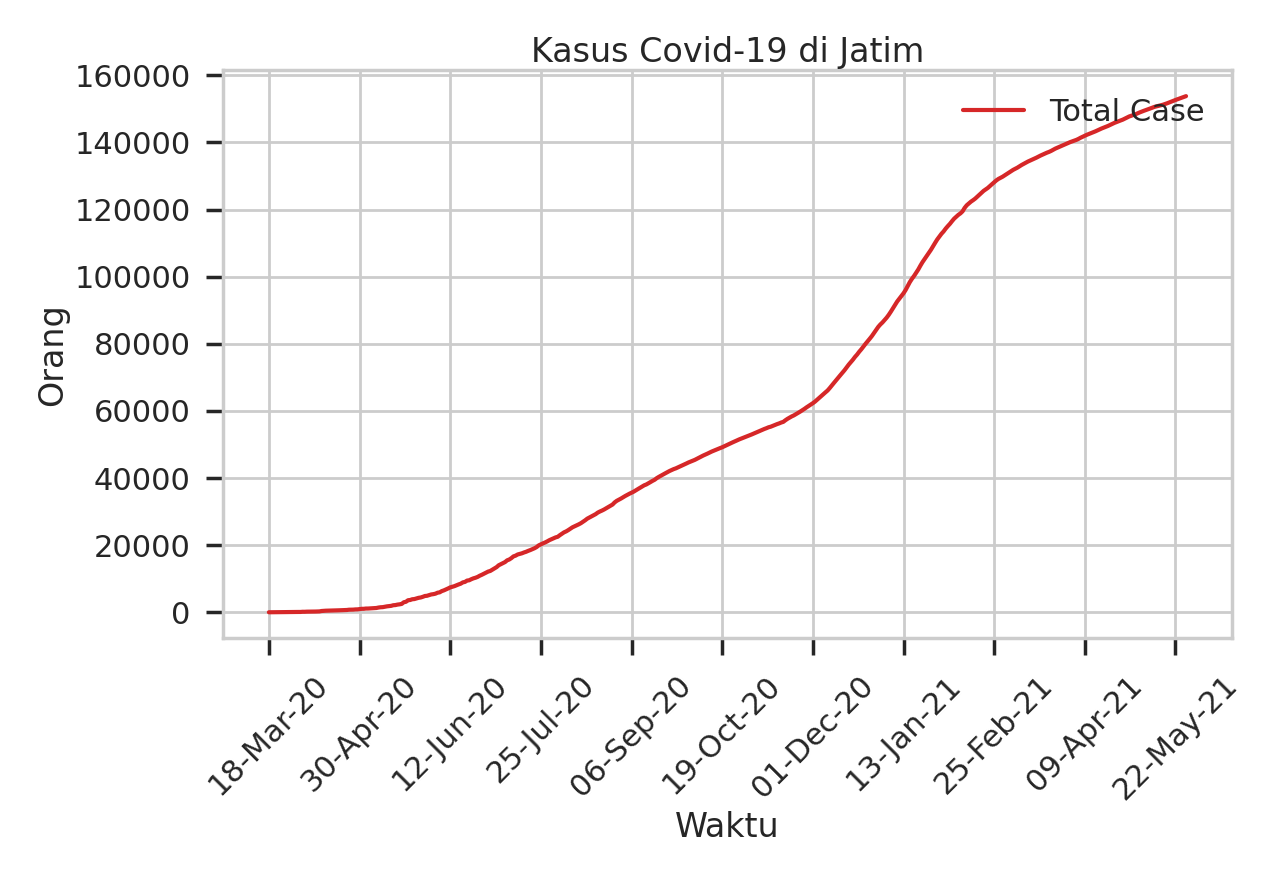 Kasus Covid-19 di Jatim
160000
140000
120000
100000
80000
60000
40000
20000
0
Orang
Total Case
18-Mar-20
30-Apr-20
12-Jun-20
25-Jul-20
06-Sep-20
19-Oct-20
01-Dec-20
13-Jan-21
25-Feb-21
09-Apr-21
22-May-21
Waktu